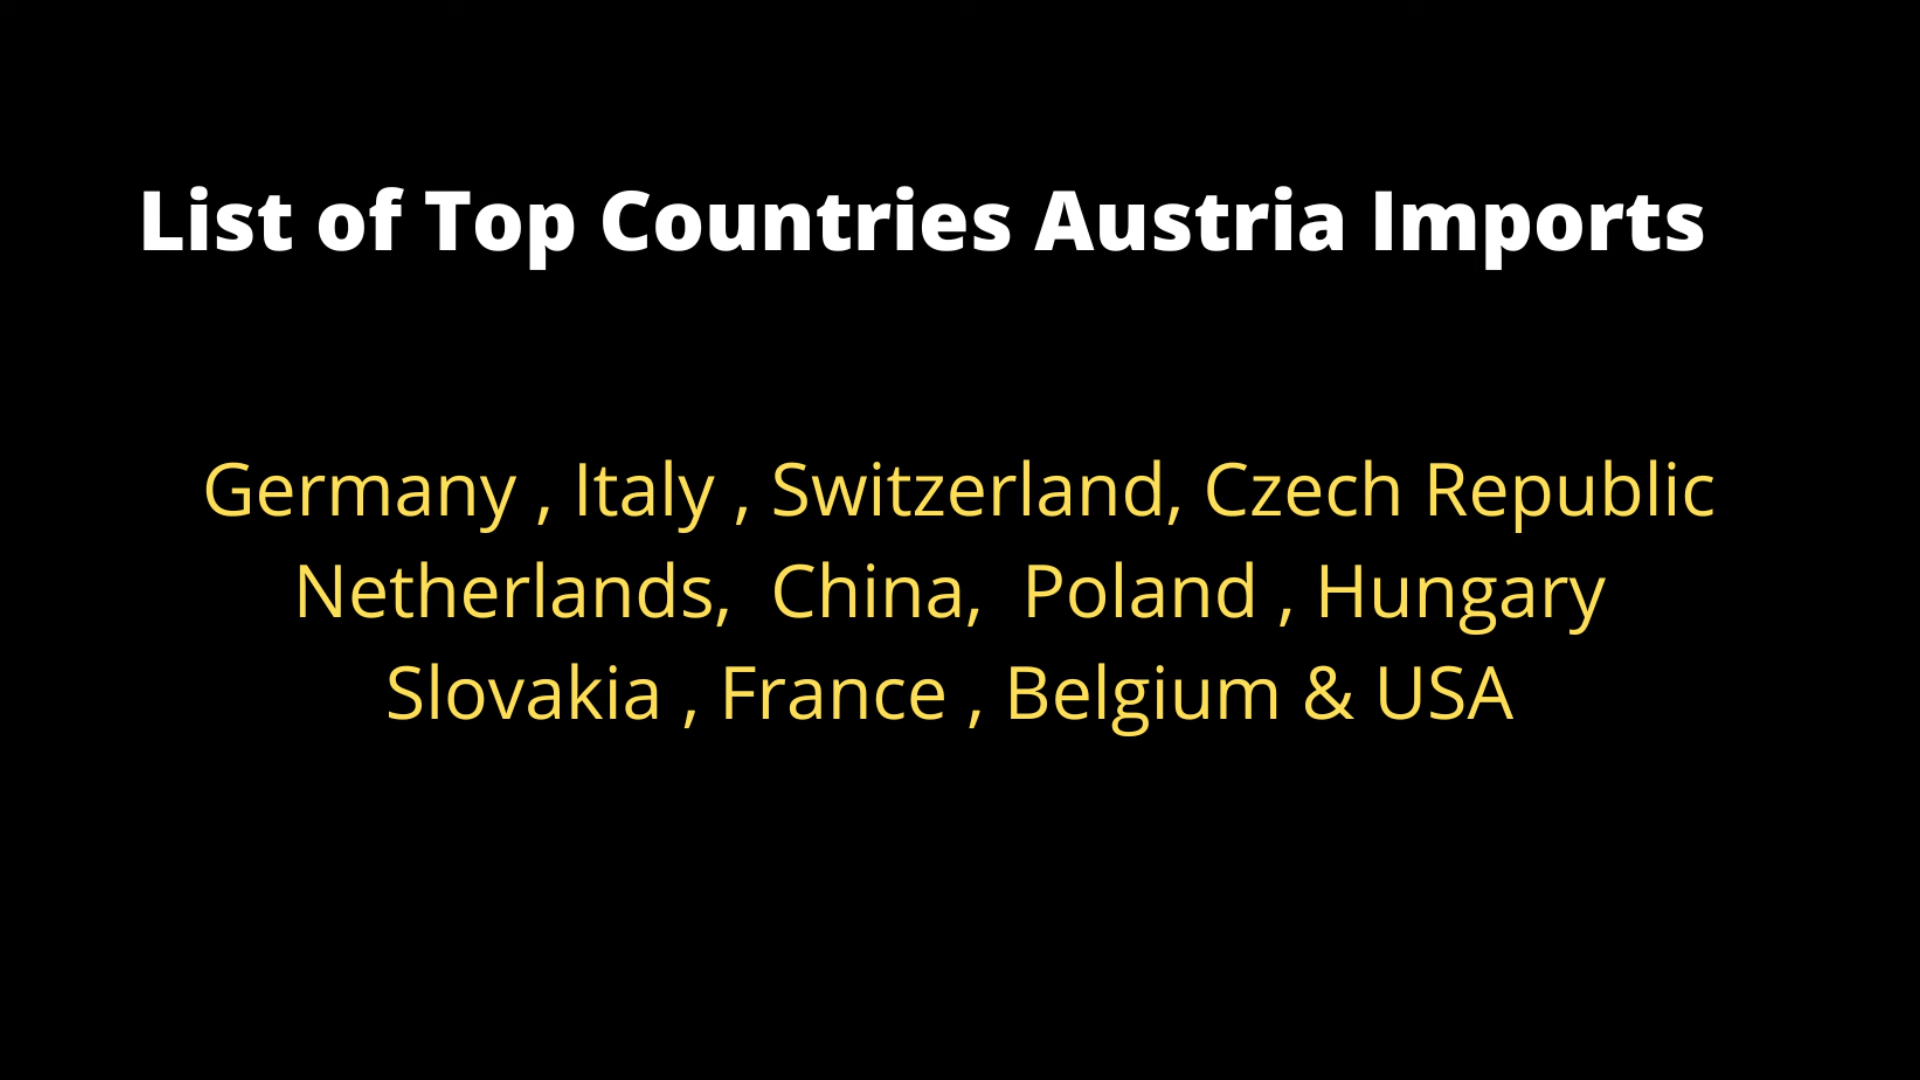 List of Top Countries Austria Imports
Germany , Italy , Switzerland, Czech Republic
Netherlands,  China,  Poland , Hungary
Slovakia , France , Belgium & USA